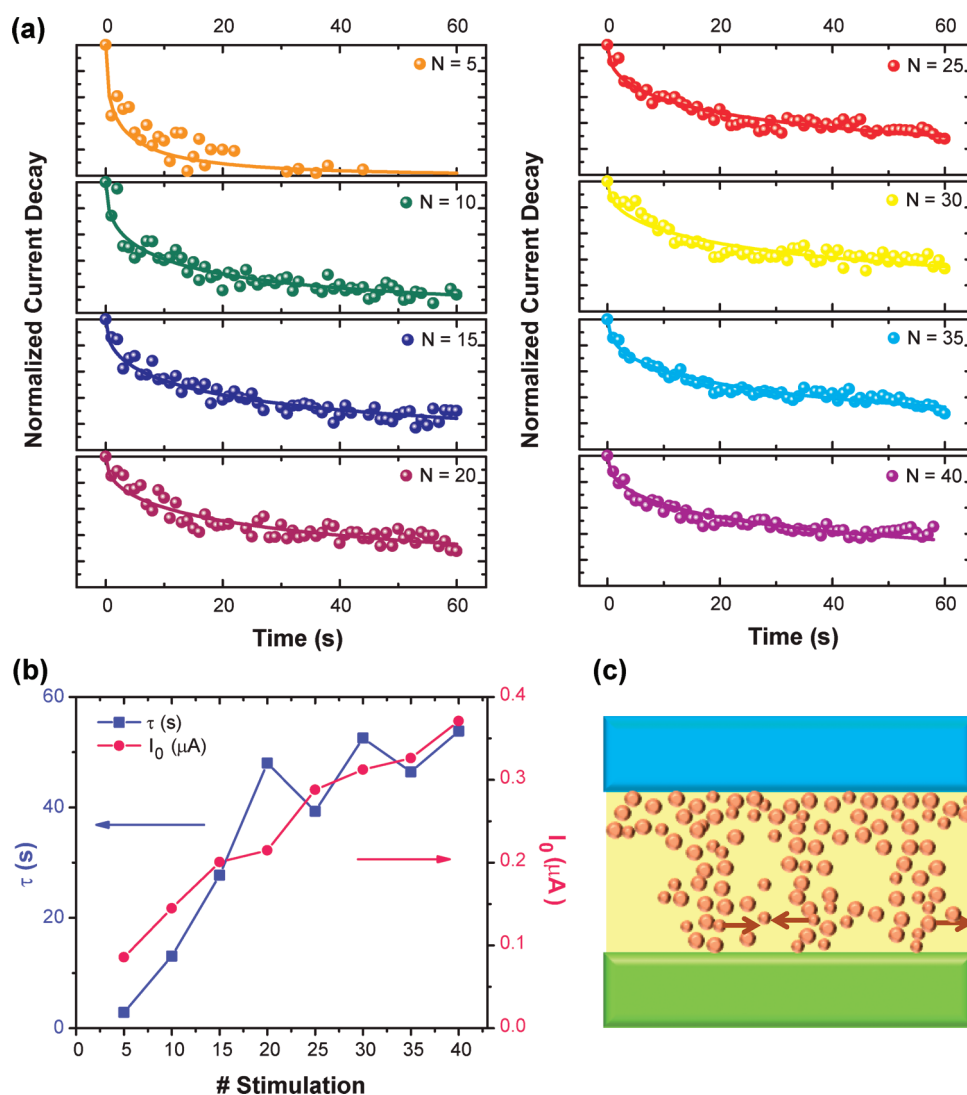 (a)
0 20 40 60
0 20 40 60
N = 5
N = 25
N = 10
N = 30
N = 15
N = 35
N = 20
N = 40
Normalized Current Decay
Normalized Current Decay
0 20 40 60
0 20 40 60
Time (s)
Time (s)
(b)
(c)
60
40
20
0
τ (s)
τ (s)
I0 (μA)
0.4
0.3
0.2
0.1
0.0
I0 (μA)
5 10 15 20 25 30 35 40
# Stimulation